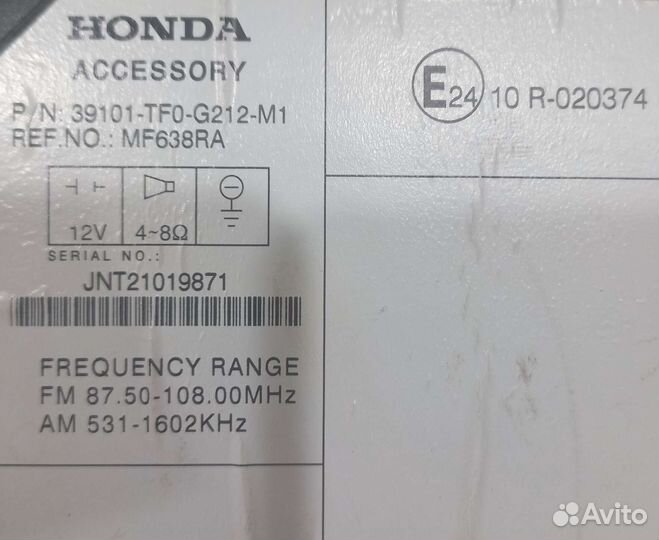 HONDA
ACCESSORY
P/N: 39101-TF0-G212-M1
REF.NO.: MF638RA
12V 4~8Ω
SERIAL NO.:
JNT21019871
FREQUENCY RANGE
FM 87.50-108.00MHz
AM 531-1602KHz
E24 10 R-020374
Avito